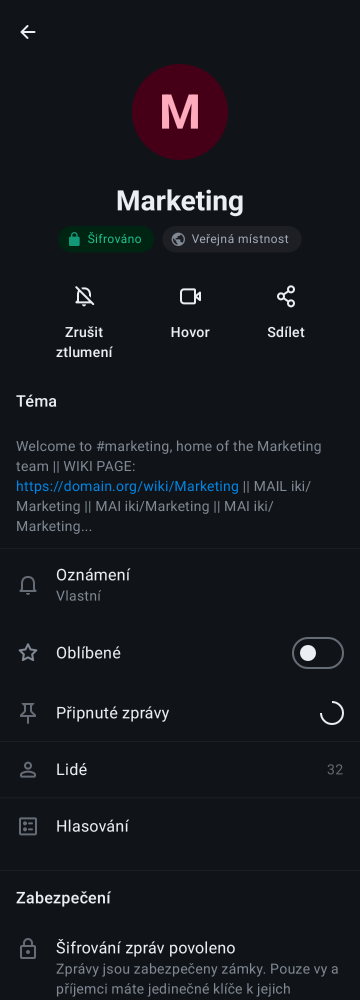 M
Marketing
Šifrováno
Veřejná místnost
Zrušit
ztlumení
Hovor
Sdílet
Téma
Welcome to #marketing, home of the Marketing
team || WIKI PAGE:
https://domain.org/wiki/Marketing || MAIL iki/
Marketing || MAI iki/Marketing || MAI iki/
Marketing...
Oznámení
Vlastní
Oblíbené
Připnuté zprávy
Lidé
32
Hlasování
Zabezpečení
Šifrování zpráv povoleno
Zprávy jsou zabezpečeny zámky. Pouze vy a
příjemci máte jedinečné klíče k jejich